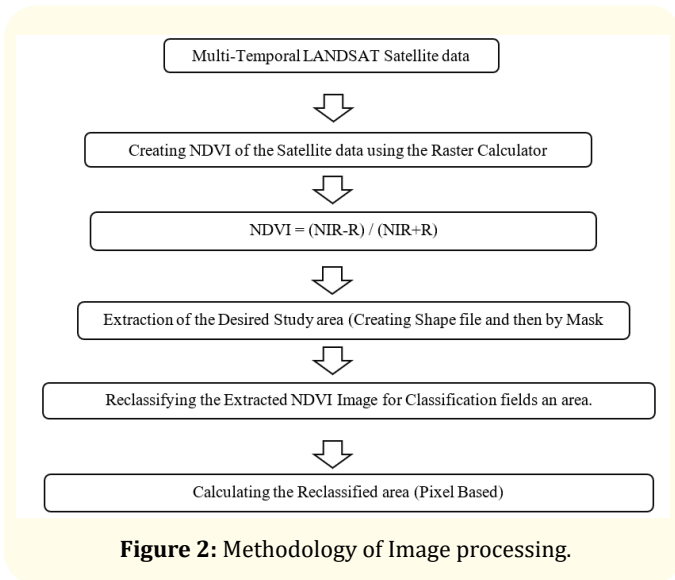 Multi-Temporal LANDSAT Satellite data
Creating NDVI of the Satellite data using the Raster Calculator
NDVI = (NIR-R) / (NIR+R)
Extraction of the Desired Study area (Creating Shape file and then by Mask
Reclassifying the Extracted NDVI Image for Classification fields an area.
Calculating the Reclassified area (Pixel Based)
Figure 2: Methodology of Image processing.